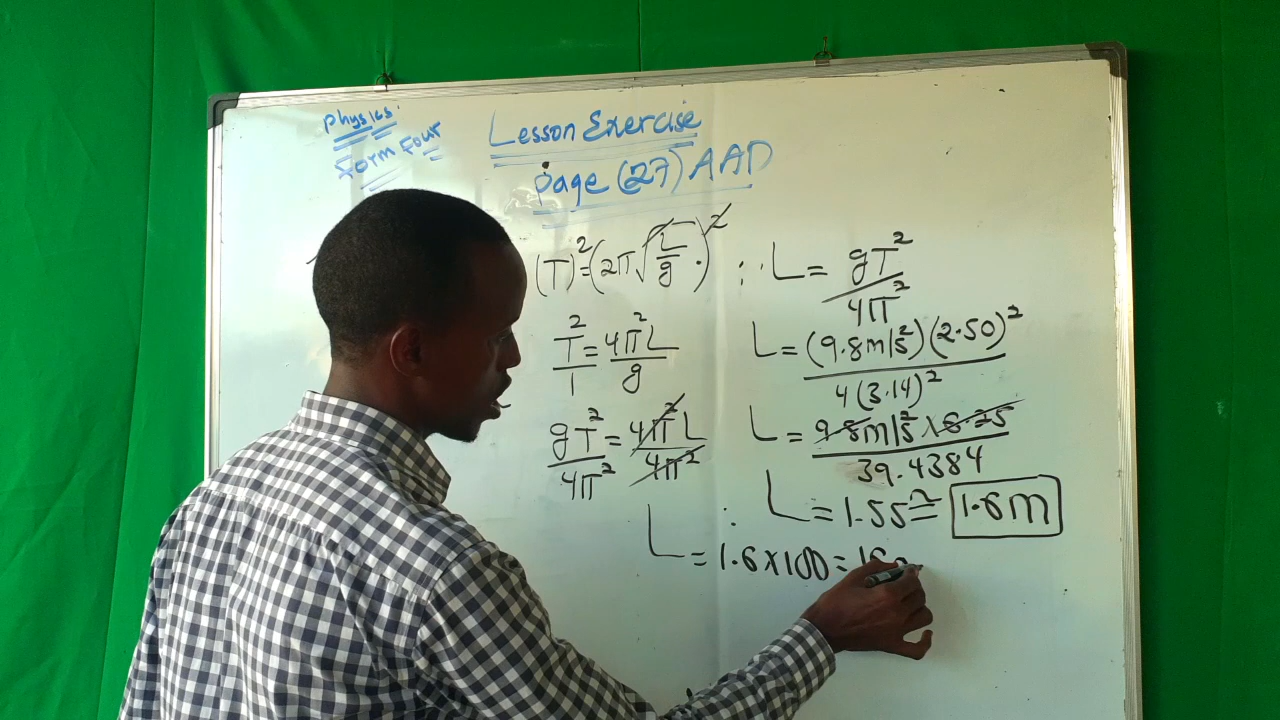 Physics:
Form Four
Lesson Exercise
page (27) AAD
(T)² = (2π√L/g)²
T²/1 = 4π²L/g
gT²/4π² = 4π²L/4π²
∴ L = gT²/4π²
L = (9.8m/s²)(2.50)²/4(3.14)²
L = 9.8m/s² × 6.25/39.4384
∴ L = 1.55 ≅ 1.6m
L = 1.6 × 100 = 160